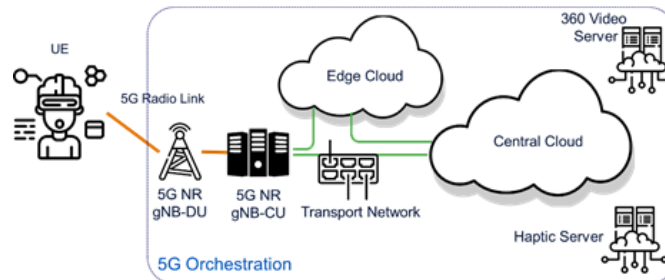 360 Video
Server
UE
Edge Cloud
5G Radio Link
Central Cloud
5G NR
gNB-DU
5G NR
gNB-CU
Transport Network
Haptic Server
5G Orchestration